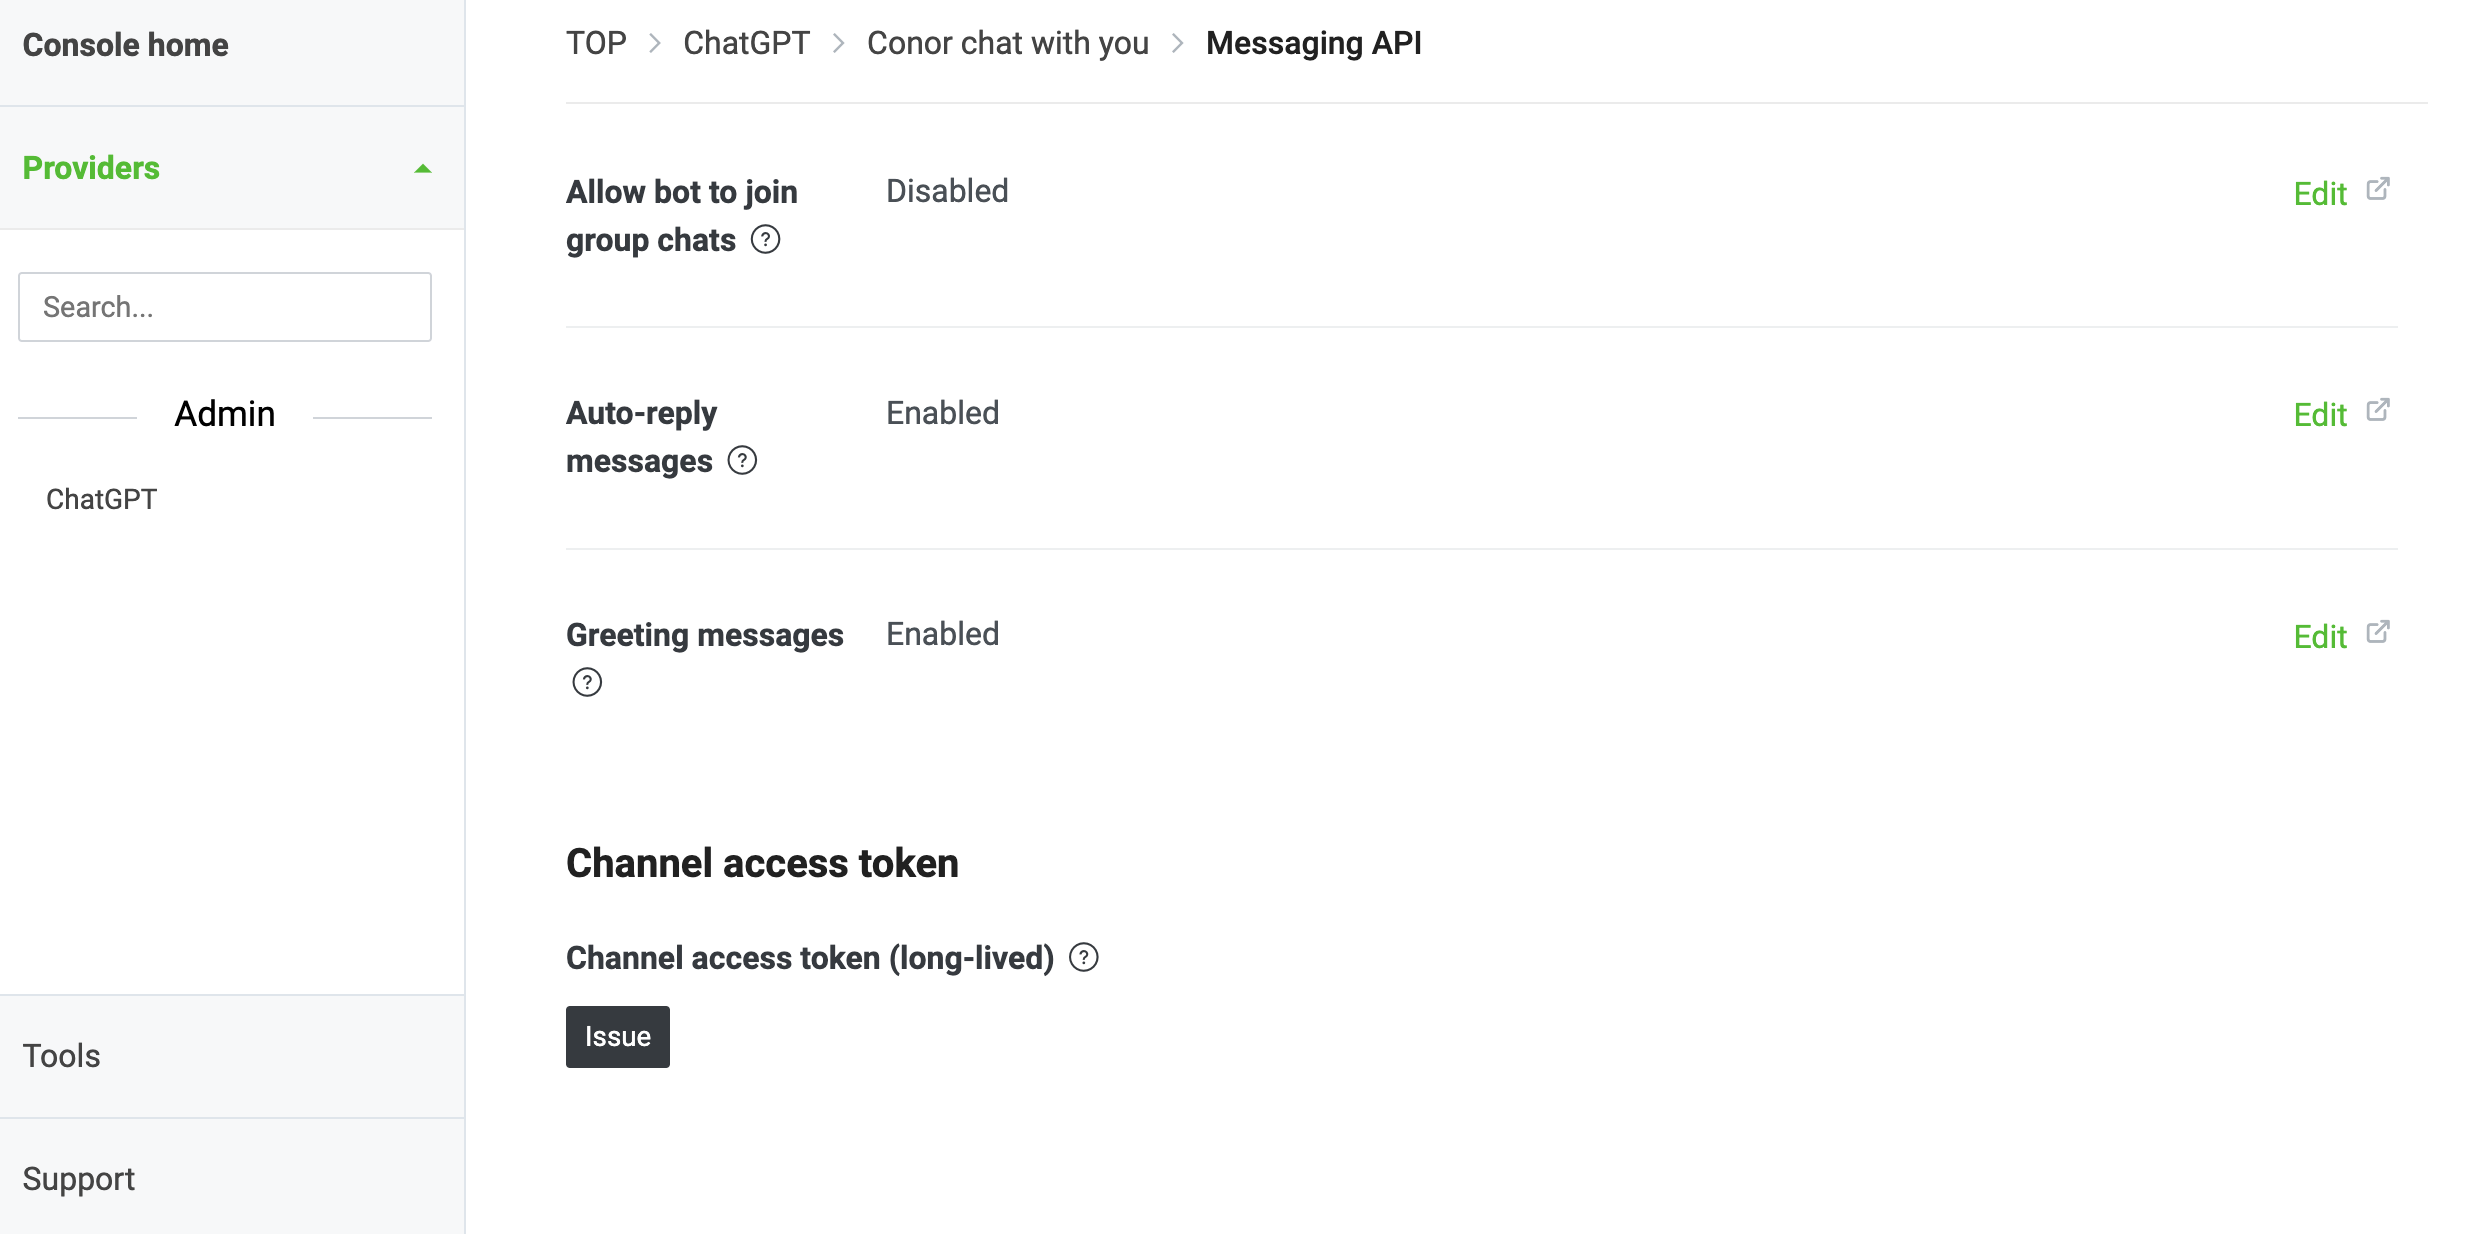 Console home
Providers
Search...
Admin
ChatGPT
Tools
Support
TOP > ChatGPT > Conor chat with you > Messaging API
Allow bot to join Disabled Edit
group chats ?
Auto-reply Enabled Edit
messages ?
Greeting messages Enabled Edit
?
Channel access token
Channel access token (long-lived) ?
Issue